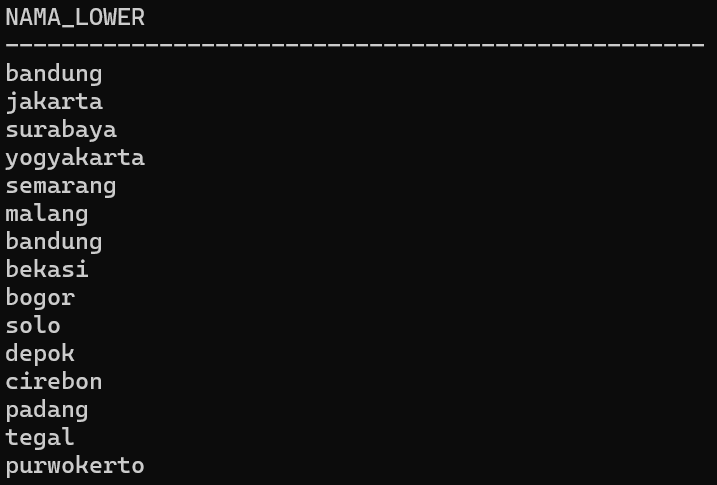 NAMA_LOWER
--------------------------------------------------
bandung
jakarta
surabaya
yogyakarta
semarang
malang
bandung
bekasi
bogor
solo
depok
cirebon
padang
tegal
purwokerto